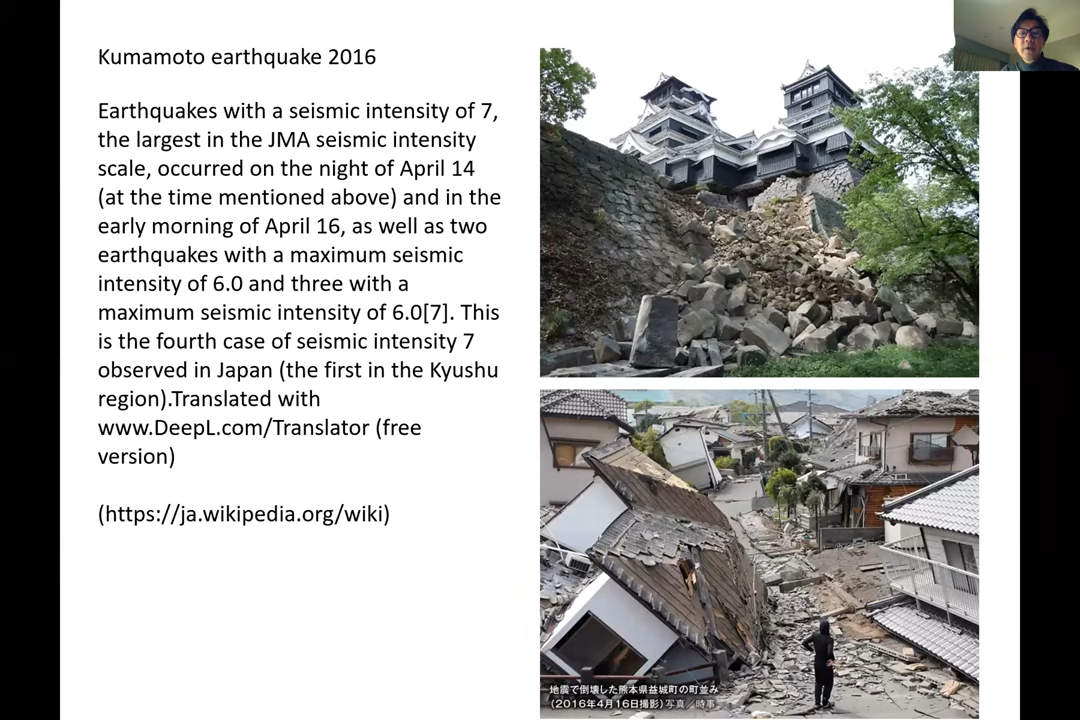 Kumamoto earthquake 2016
Earthquakes with a seismic intensity of 7,
the largest in the JMA seismic intensity
scale, occurred on the night of April 14
(at the time mentioned above) and in the
early morning of April 16, as well as two
earthquakes with a maximum seismic
intensity of 6.0 and three with a
maximum seismic intensity of 6.0[7]. This
is the fourth case of seismic intensity 7
observed in Japan (the first in the Kyushu
region).Translated with
www.DeepL.com/Translator (free
version)
(https://ja.wikipedia.org/wiki)
地震で倒壊した熊本県益城町の町並み
（2016年4月16日撮影）写真／時事